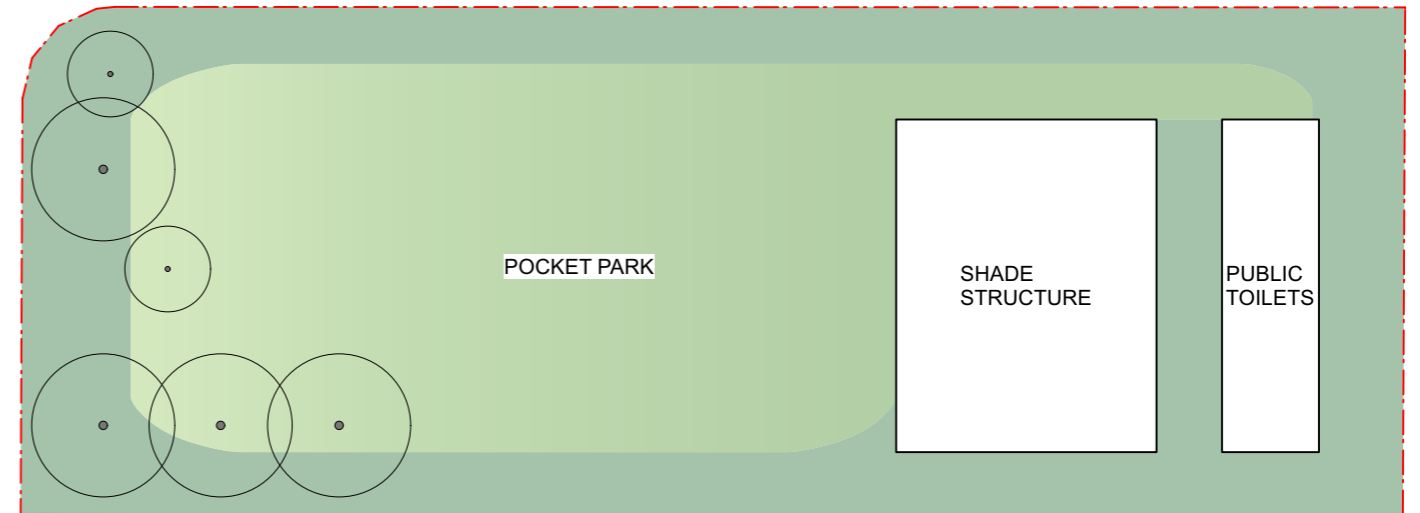 POCKET PARK
SHADE
STRUCTURE
PUBLIC
TOILETS